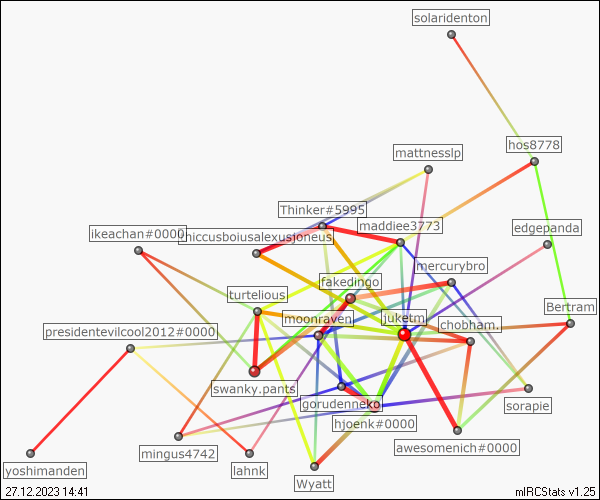 solaridenton
hos8778
mattnesslp
Thinker#5995
maddiee3773
edgepanda
ikeachan#0000
hiccusboiusalexusjoneus
mercurybro
fakedingo
turtelious
Bertram
presidentevilcool2012#0000
moonraven
juketm
chobham.
swanky.pants
gorudenneko
sorapie
hjoenk#0000
mingus4742
awesomenich#0000
yoshimanden
lahnk
Wyatt
27.12.2023 14:41
mIRCStats v1.25